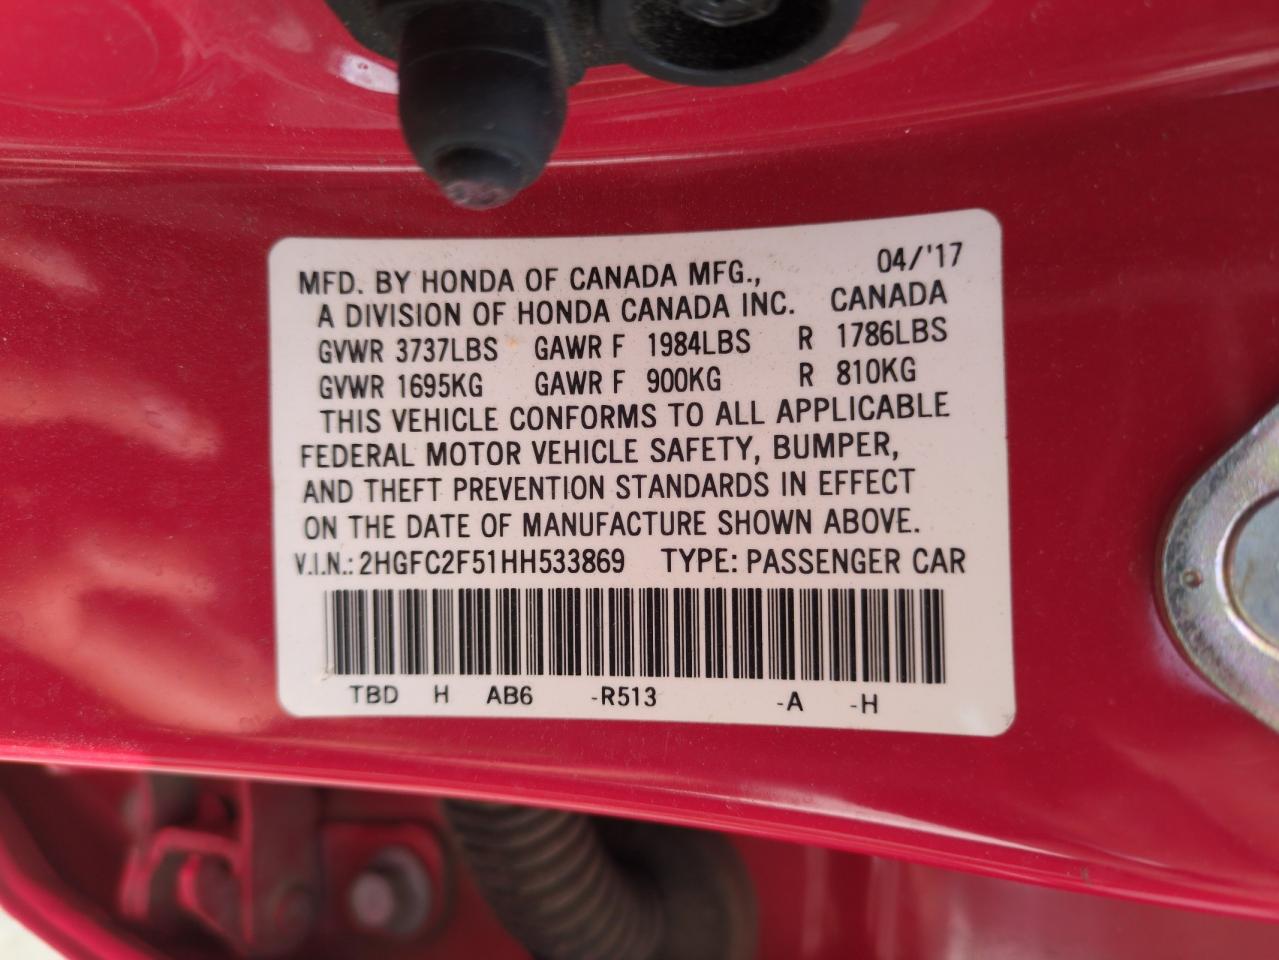 04/'17
MFD. BY HONDA OF CANADA MFG.,
A DIVISION OF HONDA CANADA INC. CANADA
GVWR 3737LBS GAWR F 1984LBS R 1786LBS
GVWR 1695KG GAWR F 900KG R 810KG
THIS VEHICLE CONFORMS TO ALL APPLICABLE
FEDERAL MOTOR VEHICLE SAFETY, BUMPER,
AND THEFT PREVENTION STANDARDS IN EFFECT
ON THE DATE OF MANUFACTURE SHOWN ABOVE.
V.I.N.: 2HGFC2F51HH533869 TYPE: PASSENGER CAR
TBD H AB6 -R513 -A -H